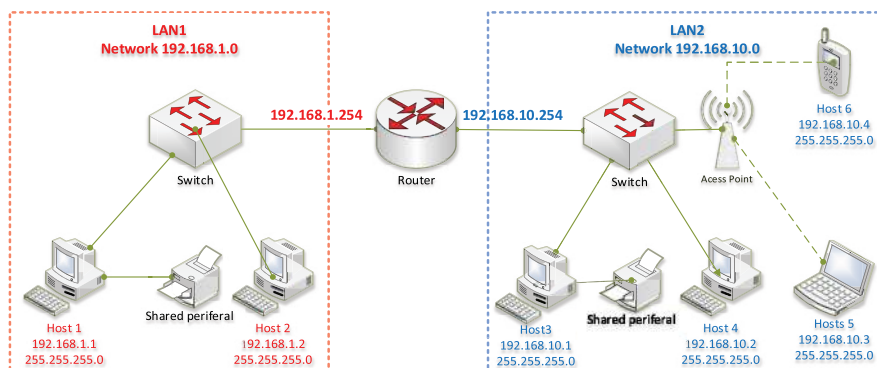 LAN1
Network 192.168.1.0
LAN2
Network 192.168.10.0
192.168.1.254
192.168.10.254
Switch
Router
Switch
Acess Point
Host 6
192.168.10.4
255.255.255.0
Shared periferal
Host 1
192.168.1.1
255.255.255.0
Host 2
192.168.1.2
255.255.255.0
Shared periferal
Host3
192.168.10.1
255.255.255.0
Host 4
192.168.10.2
255.255.255.0
Hosts 5
192.168.10.3
255.255.255.0